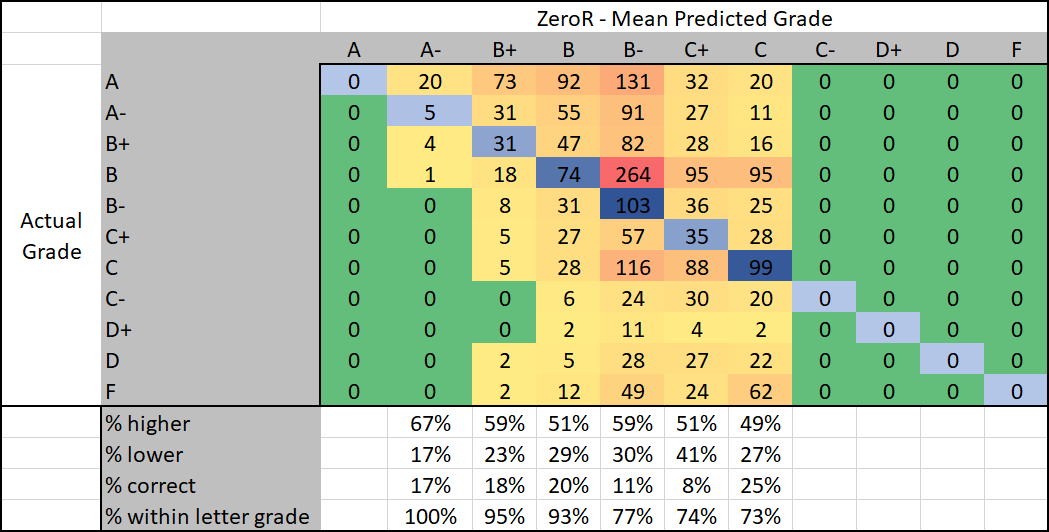 ZeroR - Mean Predicted Grade
A A- B+ B B- C+ C C- D+ D F
A 0 20 73 92 131 32 20 0 0 0 0
A- 0 5 31 55 91 27 11 0 0 0 0
B+ 0 4 31 47 82 28 16 0 0 0 0
B 0 1 18 74 264 95 95 0 0 0 0
B- 0 0 8 31 103 36 25 0 0 0 0
Actual
Grade
C+ 0 0 5 27 57 35 28 0 0 0 0
C 0 0 5 28 116 88 99 0 0 0 0
C- 0 0 0 6 24 30 20 0 0 0 0
D+ 0 0 0 2 11 4 2 0 0 0 0
D 0 0 2 5 28 27 22 0 0 0 0
F 0 0 2 12 49 24 62 0 0 0 0
% higher 67% 59% 51% 59% 51% 49%
% lower 17% 23% 29% 30% 41% 27%
% correct 17% 18% 20% 11% 8% 25%
% within letter grade 100% 95% 93% 77% 74% 73%